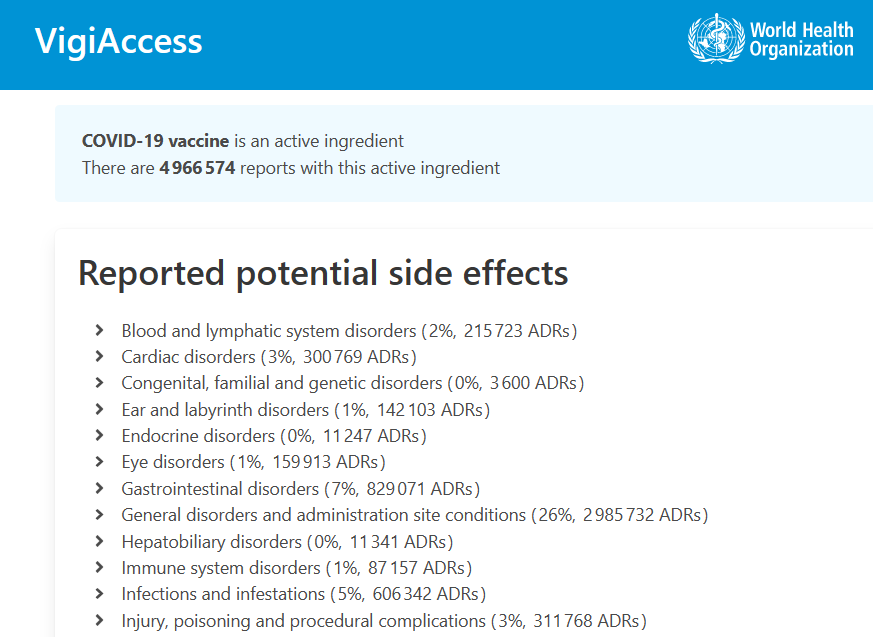 VigiAccess
World Health
Organization
COVID-19 vaccine is an active ingredient
There are 4 966 574 reports with this active ingredient
Reported potential side effects
Blood and lymphatic system disorders (2%, 215 723 ADRs)
Cardiac disorders (3%, 300 769 ADRs)
Congenital, familial and genetic disorders (0%, 3 600 ADRs)
Ear and labyrinth disorders (1%, 142 103 ADRs)
Endocrine disorders (0%, 11 247 ADRs)
Eye disorders (1%, 159 913 ADRs)
Gastrointestinal disorders (7%, 829 071 ADRs)
General disorders and administration site conditions (26%, 2 985 732 ADRs)
Hepatobiliary disorders (0%, 11 341 ADRs)
Immune system disorders (1%, 87 157 ADRs)
Infections and infestations (5%, 606 342 ADRs)
Injury, poisoning and procedural complications (3%, 311 768 ADRs)